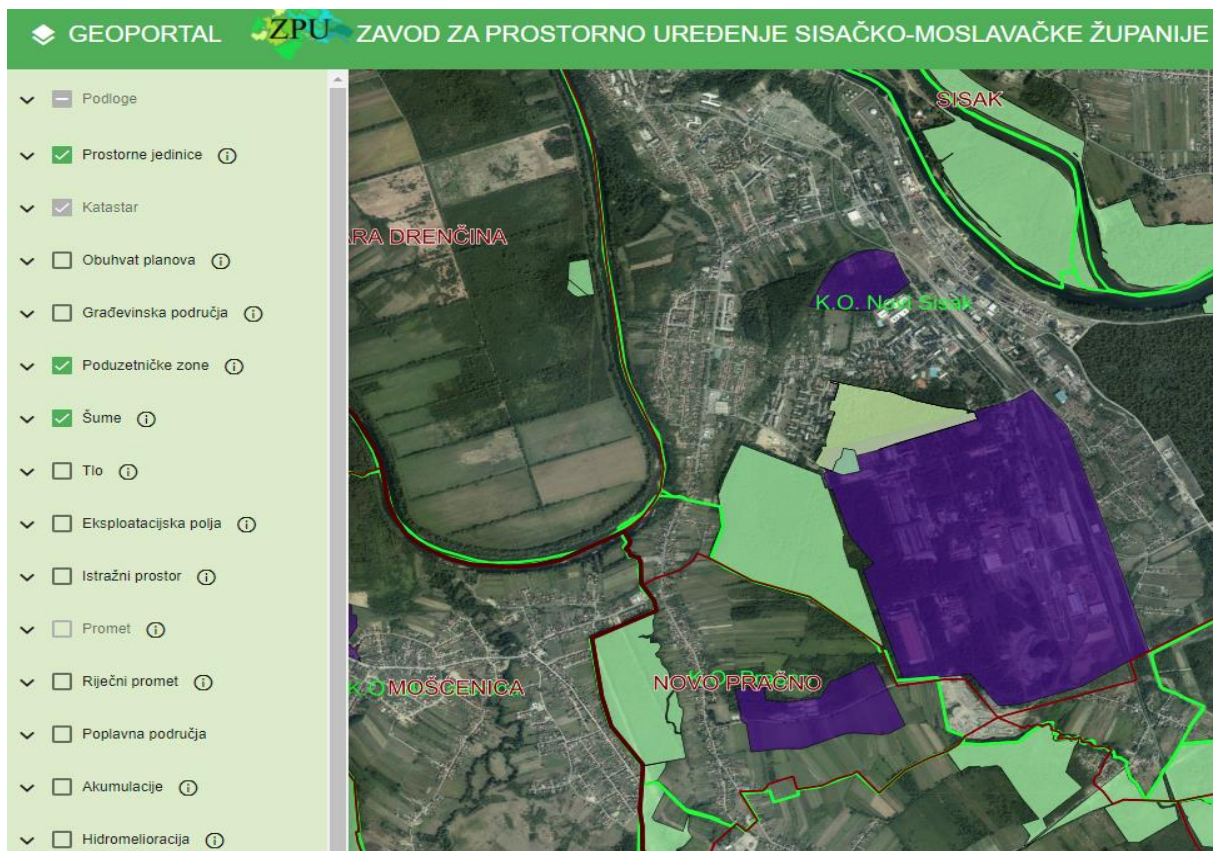 GEOPORTAL ZPU ZAVOD ZA PROSTORNO UREĐENJE SISAČKO-MOSLAVAČKE ŽUPANIJE
Podloge
Prostorne jedinice
Katastar
Obuhvat planova
Građevinska područja
Poduzetničke zone
Šume
Tlo
Eksploatacijska polja
Istražni prostor
Promet
Riječni promet
Poplavna područja
Akumulacije
Hidromelioracija
SISAK
RA DRENČINA
K.O. Novi Sisak
K.O.
MOŠĆENICA
K.O.
NOVO PRAČNO